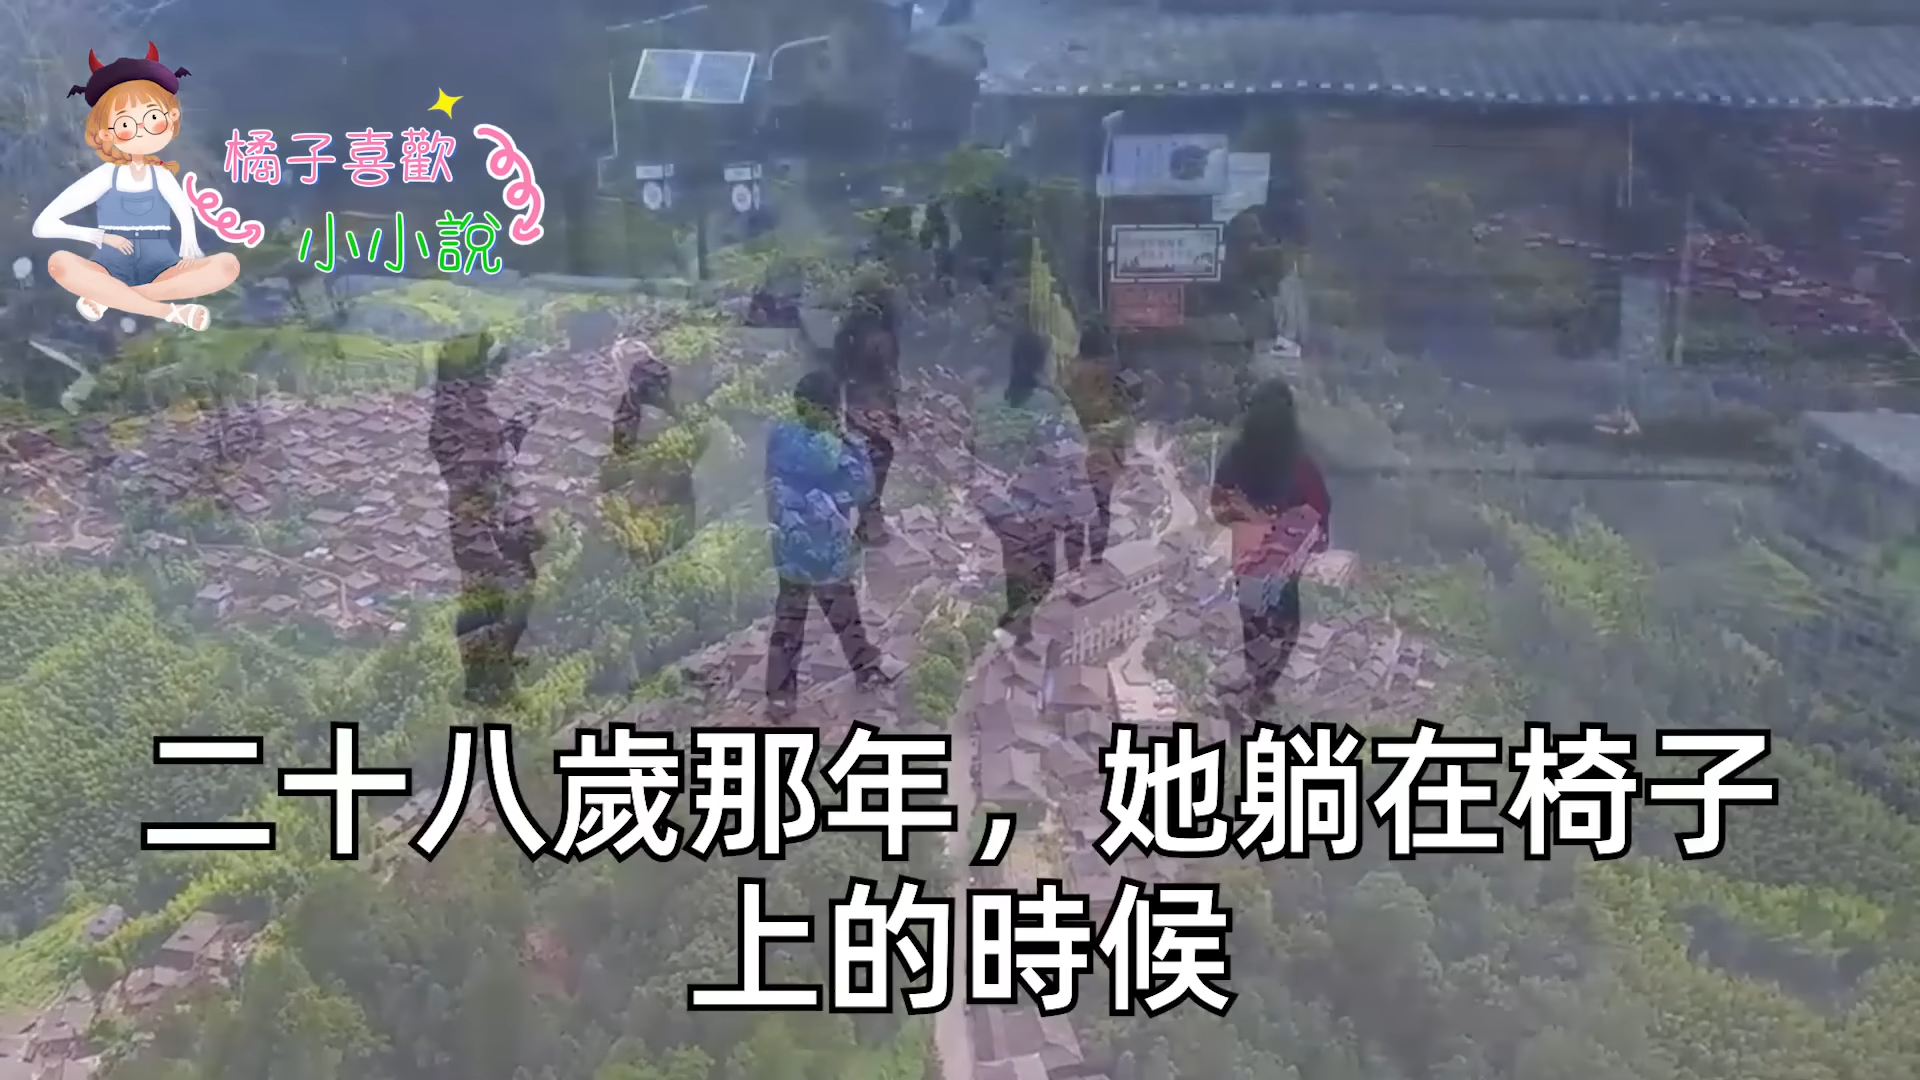 橘子喜歡
小小說
二十八歲那年，她躺在椅子
上的時候